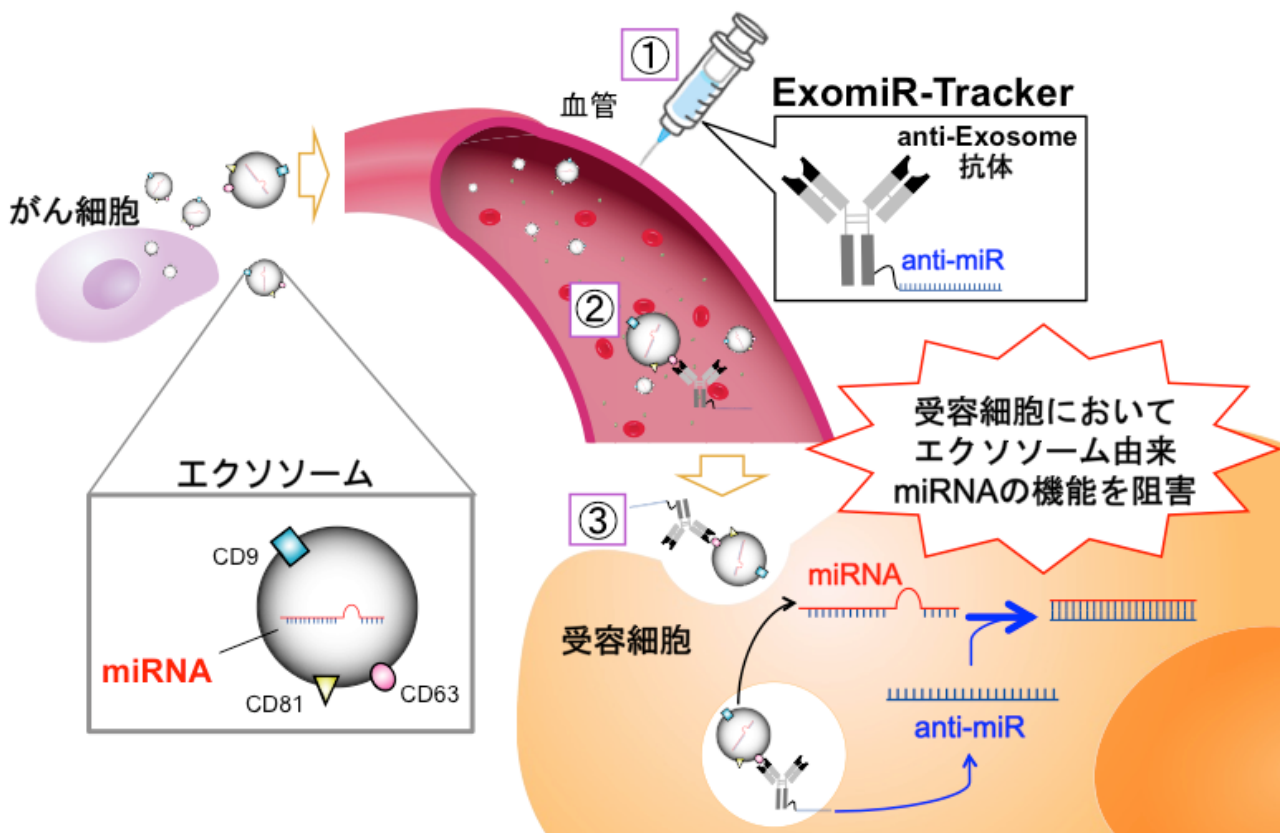 ①
血管
ExomiR-Tracker
anti-Exosome
抗体
anti-miR
がん細胞
②
エクソソーム
CD9
miRNA
CD81
CD63
受容細胞において
エクソソーム由来
miRNAの機能を阻害
③
miRNA
受容細胞
anti-miR